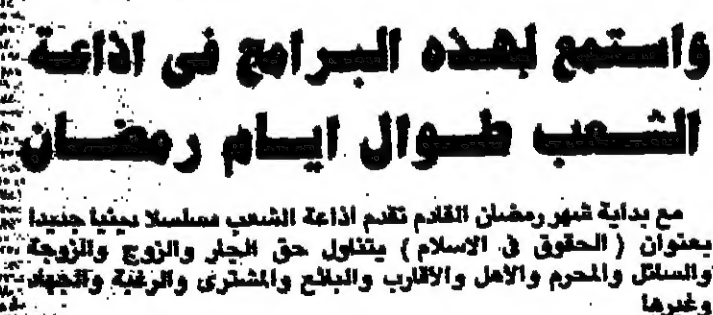 واستمع لهذه البرامج فى اذاعة
الشعب طوال ايام رمضان
مع بداية شهر رمضان القادم تقدم اذاعة الشعب مسلسلا دينيا جديدا
بعنوان ( الحقوق فى الاسلام ) يتناول حق الجار والزوج والزوجة
والسائل والمحرم والاهل والاقارب والبائع والمشترى والرغبة والجهاد
وغيرها